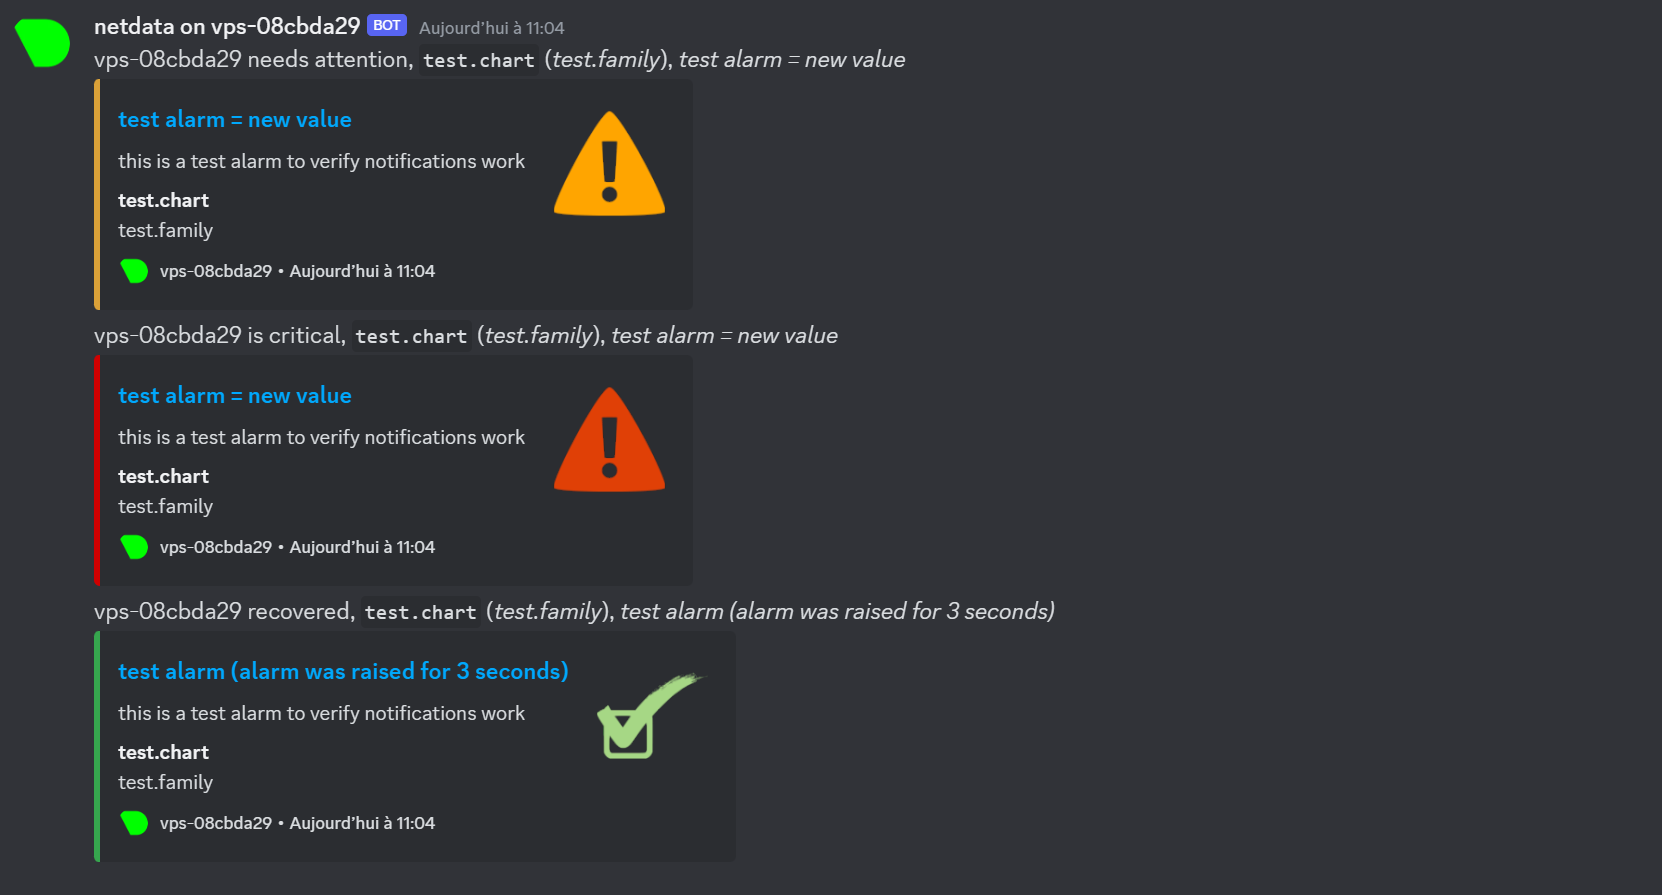 netdata on vps-08cbda29 BOT Aujourd’hui à 11:04
vps-08cbda29 needs attention, test.chart (test.family), test alarm = new value
test alarm = new value
this is a test alarm to verify notifications work
test.chart
test.family
vps-08cbda29 • Aujourd’hui à 11:04
vps-08cbda29 is critical, test.chart (test.family), test alarm = new value
test alarm = new value
this is a test alarm to verify notifications work
test.chart
test.family
vps-08cbda29 • Aujourd’hui à 11:04
vps-08cbda29 recovered, test.chart (test.family), test alarm (alarm was raised for 3 seconds)
test alarm (alarm was raised for 3 seconds)
this is a test alarm to verify notifications work
test.chart
test.family
vps-08cbda29 • Aujourd’hui à 11:04